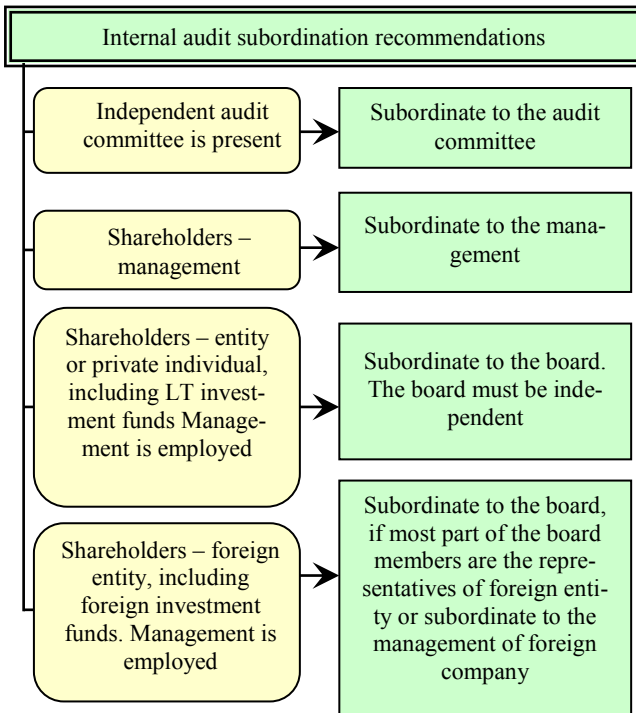 Internal audit subordination recommendations
Independent audit
committee is present
Subordinate to the audit
committee
Shareholders –
management
Subordinate to the mana-
gement
Shareholders – entity
or private individual,
including LT invest-
ment funds Manage-
ment is employed
Subordinate to the board.
The board must be inde-
pendent
Shareholders – foreign
entity, including
foreign investment
funds. Management is
employed
Subordinate to the board,
if most part of the board
members are the repre-
sentatives of foreign enti-
ty or subordinate to the
management of foreign
company